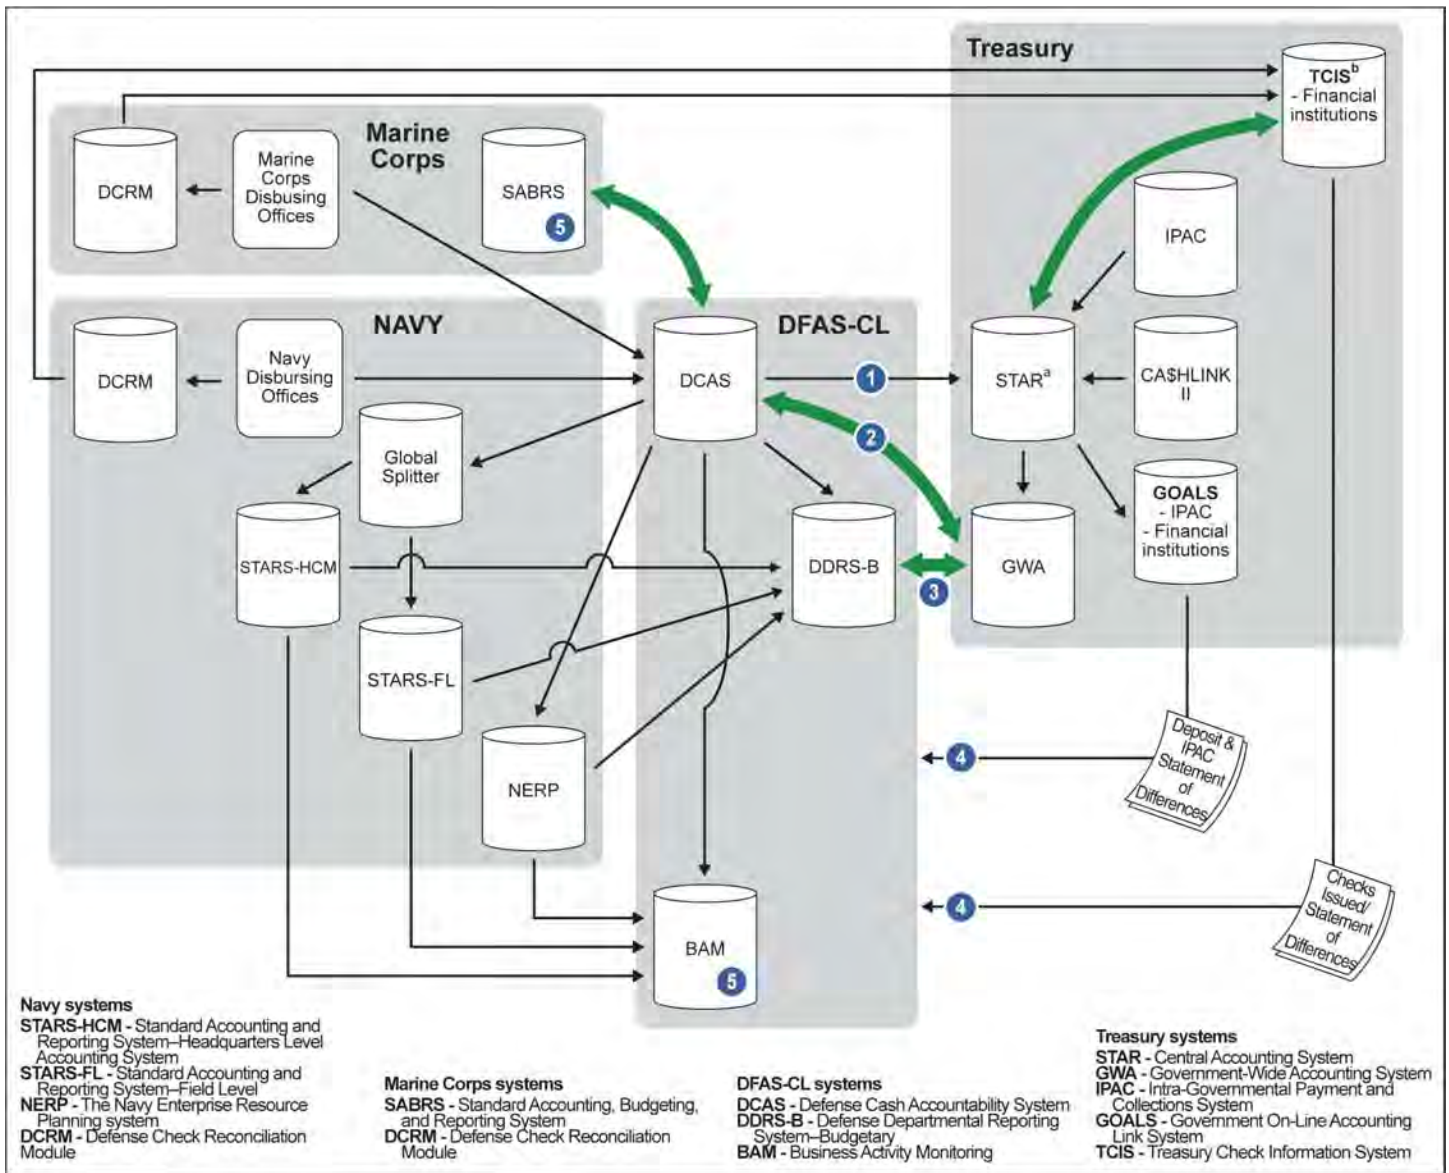 Treasury
TCISb
- Financial
institutions
Marine
Corps
DCRM
Marine
Corps
Disbusing
Offices
SABRS
5
IPAC
NAVY
DFAS-CL
DCRM
Navy
Disbursing
Offices
DCAS
1
STARa
CA$HLINK
II
2
Global
Splitter
GOALS
- IPAC
- Financial
institutions
STARS-HCM
DDRS-B
3
GWA
STARS-FL
NERP
4
Deposit &
IPAC
Statement
of
Differences
4
Checks
Issued/
Statement
of
Differences
BAM
5
Navy systems
STARS-HCM - Standard Accounting and
Reporting System–Headquarters Level
Accounting System
STARS-FL - Standard Accounting and
Reporting System–Field Level
NERP - The Navy Enterprise Resource
Planning system
DCRM - Defense Check Reconciliation
Module
Marine Corps systems
SABRS - Standard Accounting, Budgeting,
and Reporting System
DCRM - Defense Check Reconciliation
Module
DFAS-CL systems
DCAS - Defense Cash Accountability System
DDRS-B - Defense Departmental Reporting
System–Budgetary
BAM - Business Activity Monitoring
Treasury systems
STAR - Central Accounting System
GWA - Government-Wide Accounting System
IPAC - Intra-Governmental Payment and
Collections System
GOALS - Government On-Line Accounting
Link System
TCIS - Treasury Check Information System